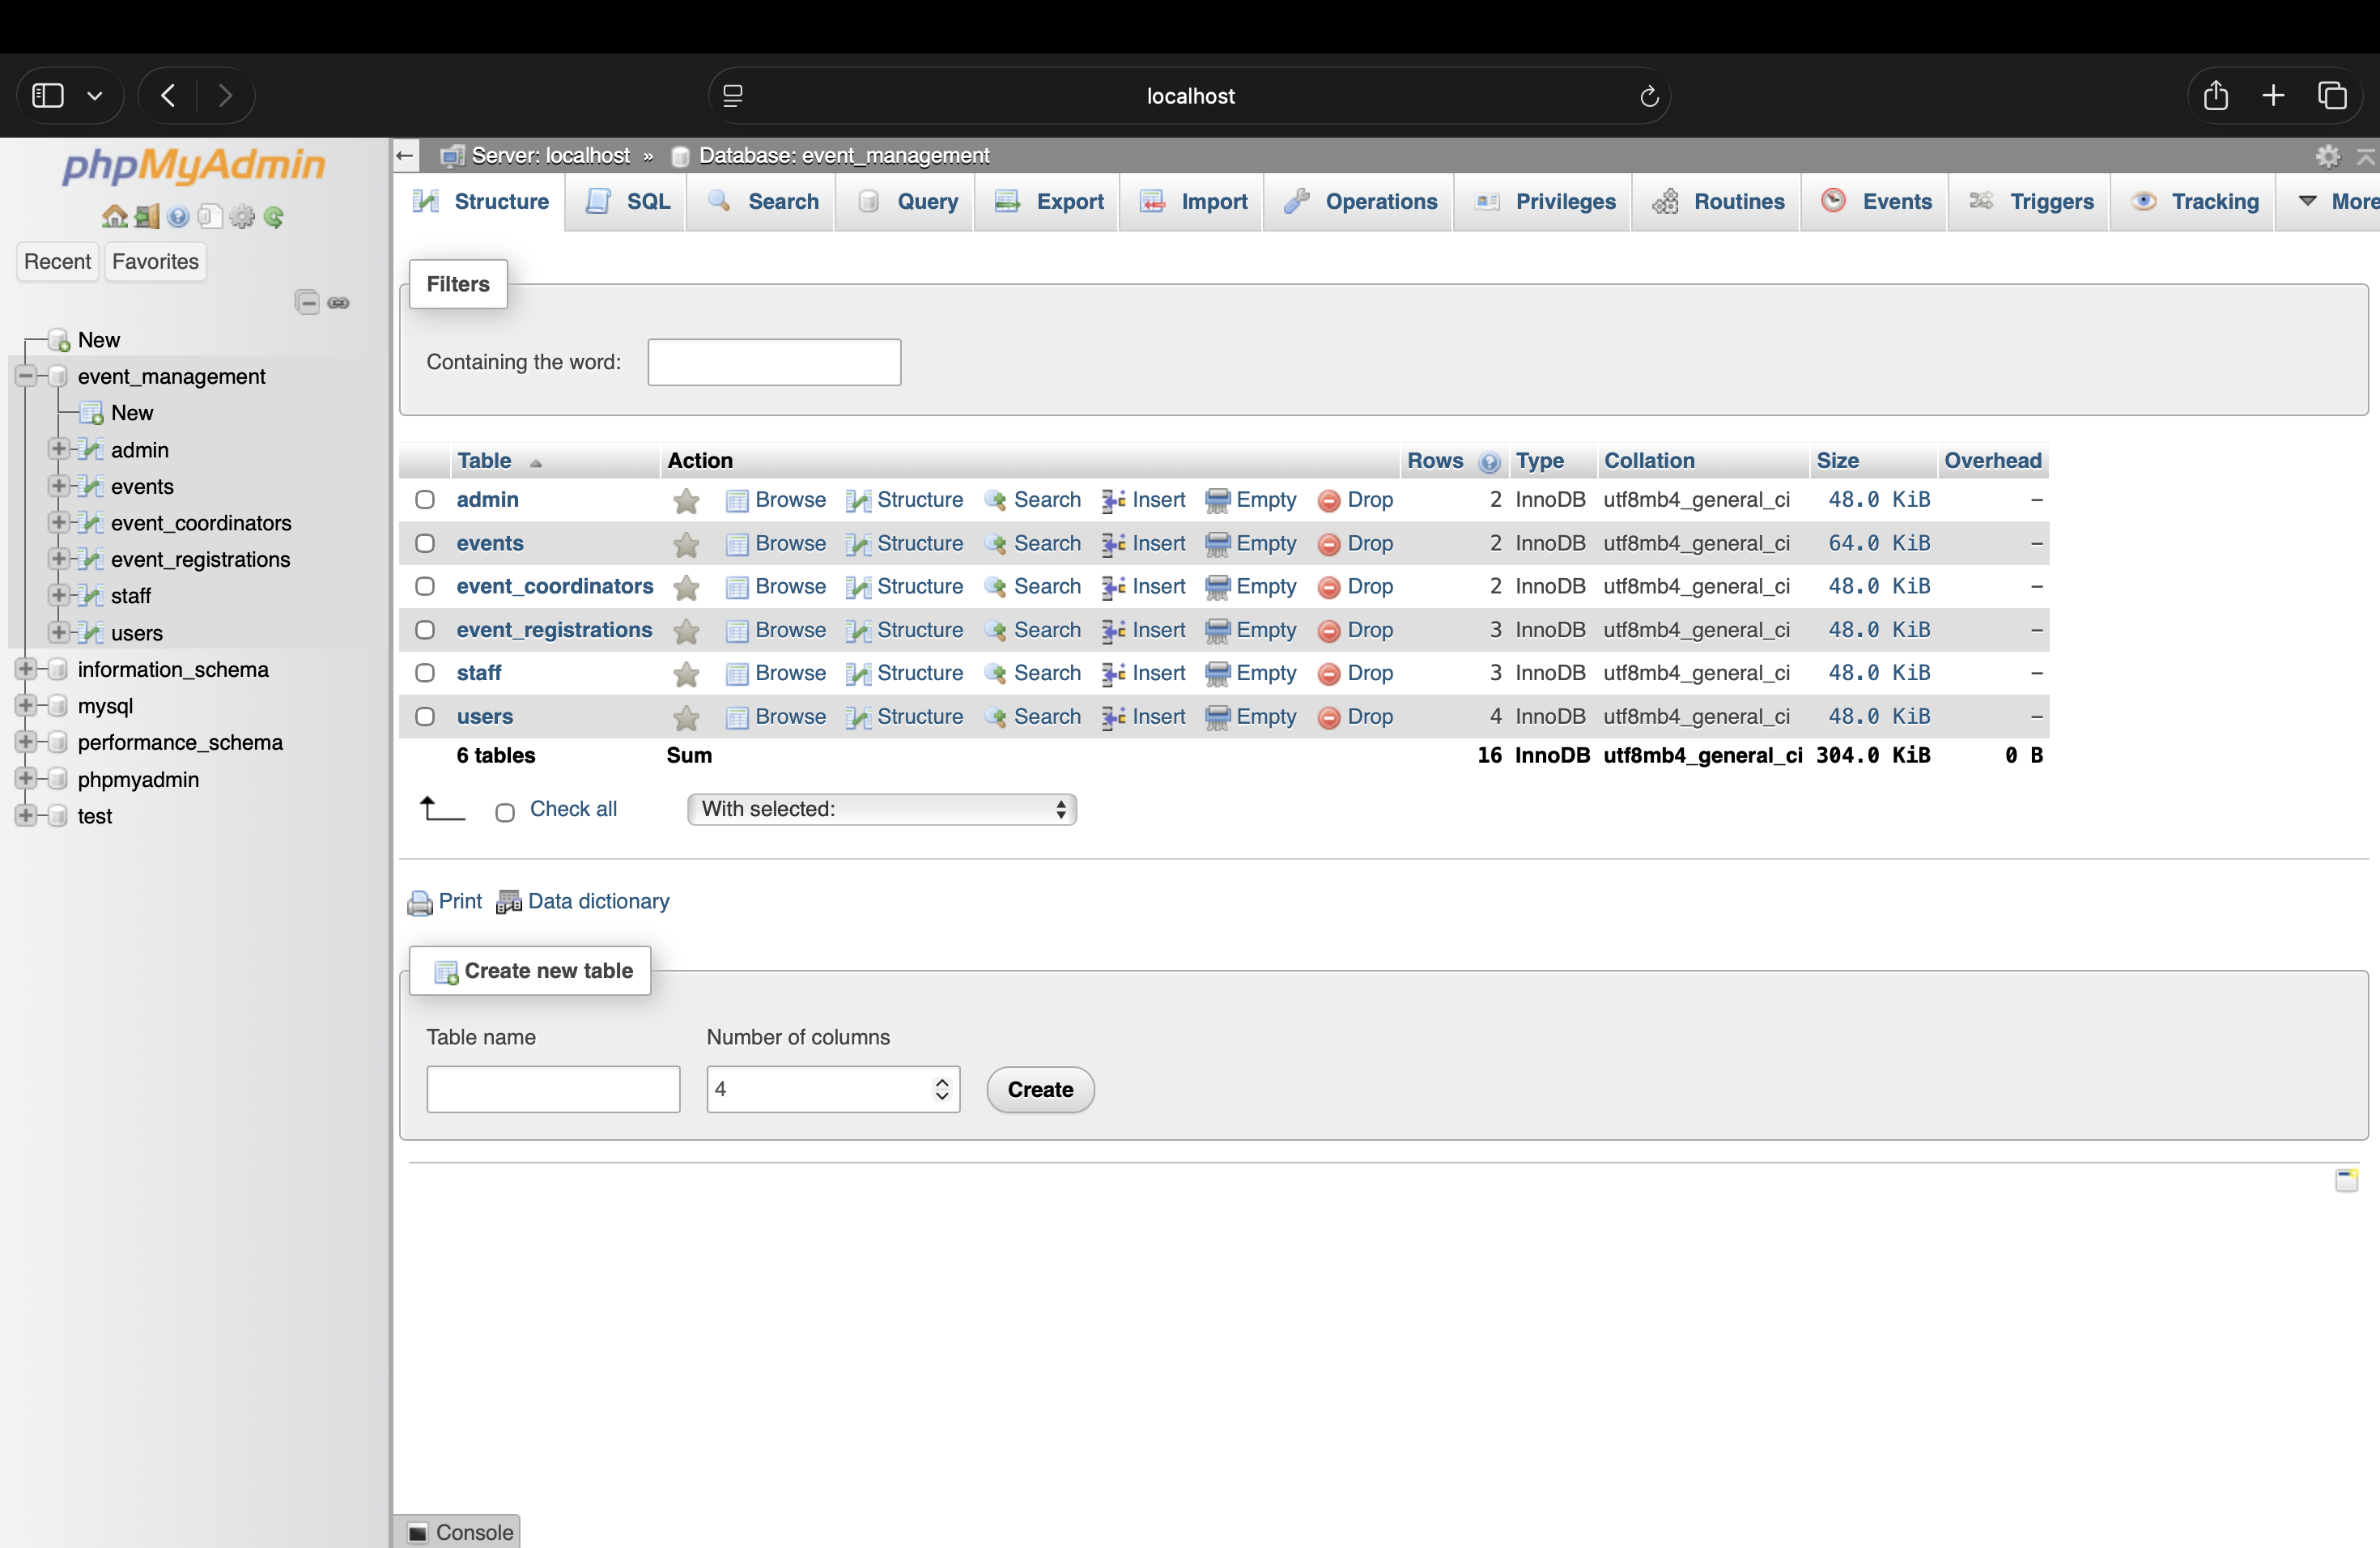 localhost
phpMyAdmin
Recent Favorites
New
event_management
New
admin
events
event_coordinators
event_registrations
staff
users
information_schema
mysql
performance_schema
phpmyadmin
test
Server: localhost » Database: event_management
Structure SQL Search Query Export Import Operations Privileges Routines Events Triggers Tracking More
Filters
Containing the word:
Table Action Rows Type Collation Size Overhead
admin Browse Structure Search Insert Empty Drop 2 InnoDB utf8mb4_general_ci 48.0 KiB –
events Browse Structure Search Insert Empty Drop 2 InnoDB utf8mb4_general_ci 64.0 KiB –
event_coordinators Browse Structure Search Insert Empty Drop 2 InnoDB utf8mb4_general_ci 48.0 KiB –
event_registrations Browse Structure Search Insert Empty Drop 3 InnoDB utf8mb4_general_ci 48.0 KiB –
staff Browse Structure Search Insert Empty Drop 3 InnoDB utf8mb4_general_ci 48.0 KiB –
users Browse Structure Search Insert Empty Drop 4 InnoDB utf8mb4_general_ci 48.0 KiB –
6 tables Sum 16 InnoDB utf8mb4_general_ci 304.0 KiB 0 B
Check all With selected:
Print Data dictionary
Create new table
Table name Number of columns
4 Create
Console